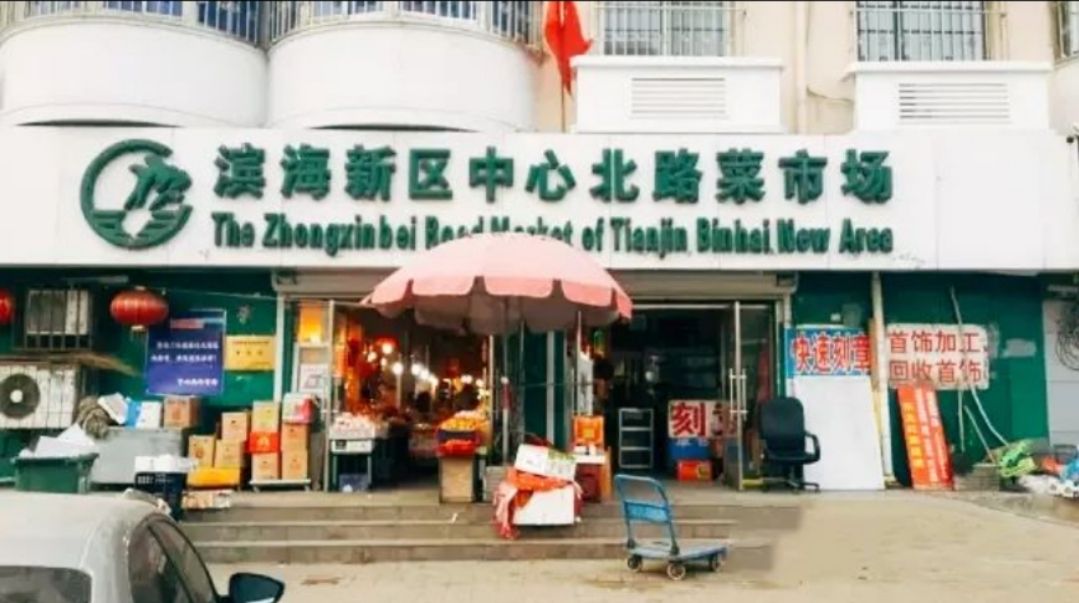 滨海新区中心北路菜市场
The Zhongxinbei Road Market of Tianjin Binhai New Area
快速刻章
首饰加工
回收首饰
刻